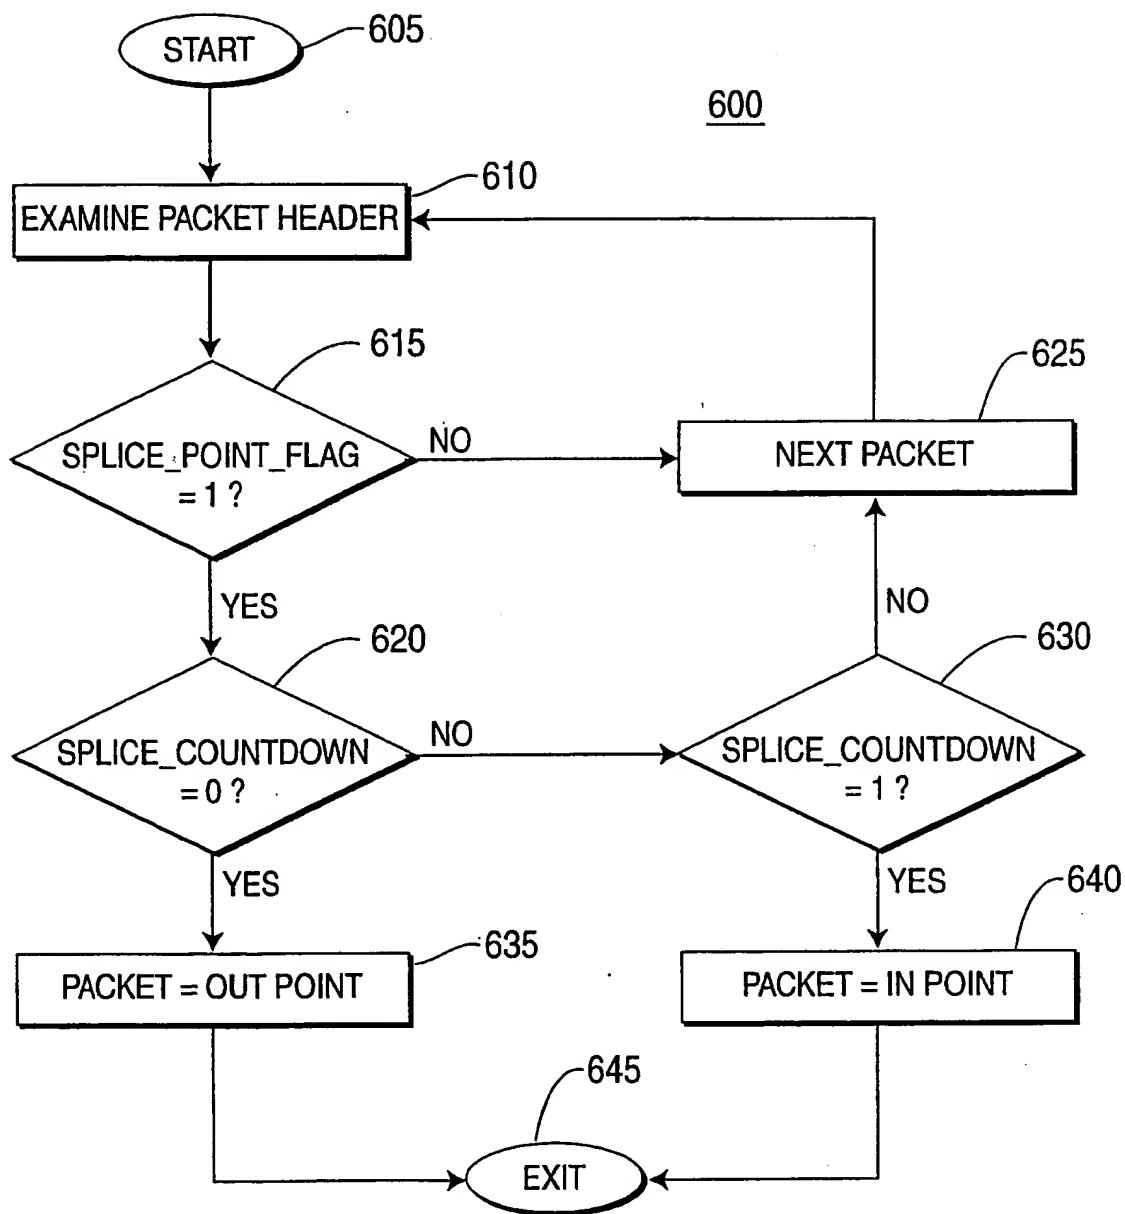 START
605
600
EXAMINE PACKET HEADER
610
615
625
SPLICE_POINT_FLAG
= 1 ?
NO
NEXT PACKET
YES
NO
620
630
SPLICE_COUNTDOWN
= 0 ?
NO
SPLICE_COUNTDOWN
= 1 ?
YES
YES
640
635
PACKET = OUT POINT
PACKET = IN POINT
645
EXIT